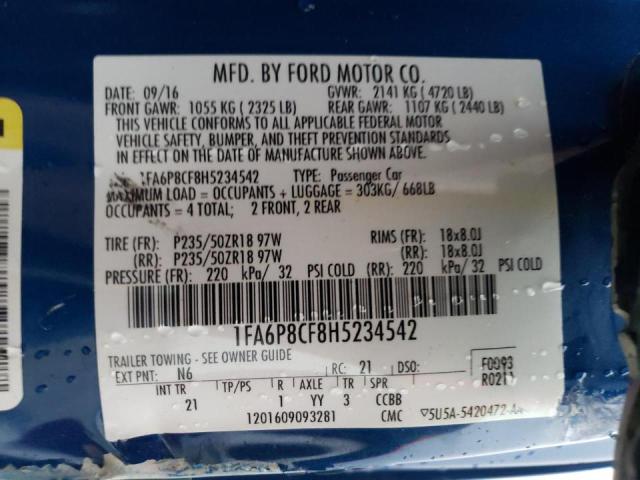 MFD. BY FORD MOTOR CO.
DATE: 09/16 GVWR: 2141 KG ( 4720 LB)
FRONT GAWR: 1055 KG ( 2325 LB) REAR GAWR: 1107 KG ( 2440 LB)
THIS VEHICLE CONFORMS TO ALL APPLICABLE FEDERAL MOTOR
VEHICLE SAFETY, BUMPER, AND THEFT PREVENTION STANDARDS
IN EFFECT ON THE DATE OF MANUFACTURE SHOWN ABOVE.
1FA6P8CF8H5234542 TYPE: Passenger Car
MAXIMUM LOAD = OCCUPANTS + LUGGAGE = 303KG/ 668LB
OCCUPANTS = 4 TOTAL; 2 FRONT, 2 REAR
TIRE (FR): P235/50ZR18 97W RIMS (FR): 18x8.0J
(RR): P235/50ZR18 97W (RR): 18x8.0J
PRESSURE (FR): 220 kPa/ 32 PSI COLD (RR): 220 kPa/ 32 PSI COLD
1FA6P8CF8H5234542
TRAILER TOWING - SEE OWNER GUIDE
EXT PNT: N6 RC: 21 DSO: F0093
R0211
INT TR TP/PS R AXLE TR SPR
21 1 YY 3 CCBB
1201609093281 CMC 5U5A-5420472-AA